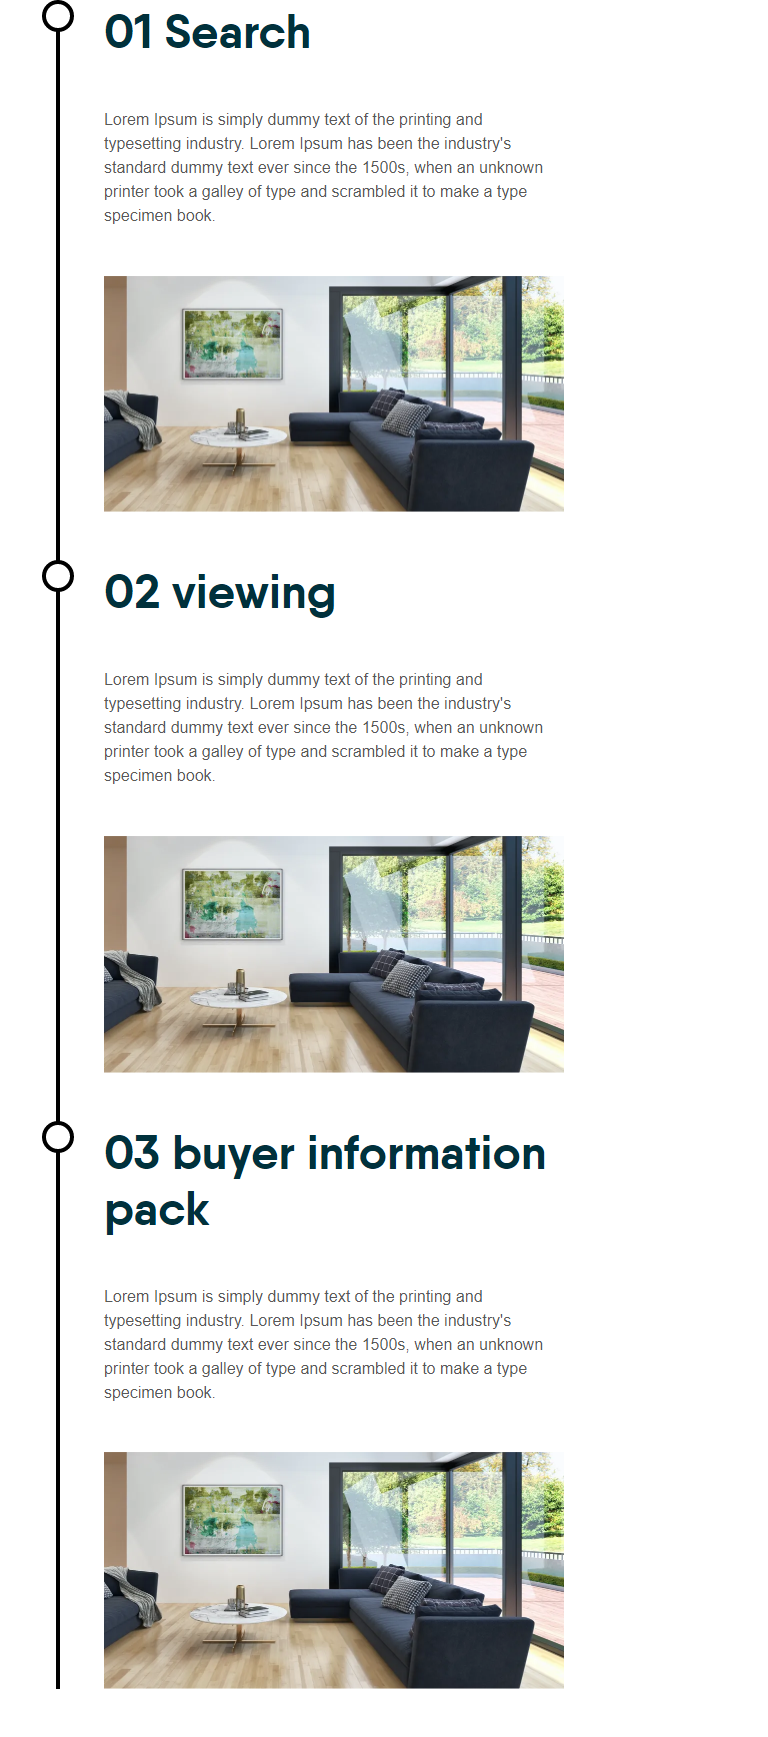 01 Search
Lorem Ipsum is simply dummy text of the printing and
typesetting industry. Lorem Ipsum has been the industry's
standard dummy text ever since the 1500s, when an unknown
printer took a galley of type and scrambled it to make a type
specimen book.
02 viewing
Lorem Ipsum is simply dummy text of the printing and
typesetting industry. Lorem Ipsum has been the industry's
standard dummy text ever since the 1500s, when an unknown
printer took a galley of type and scrambled it to make a type
specimen book.
03 buyer information
pack
Lorem Ipsum is simply dummy text of the printing and
typesetting industry. Lorem Ipsum has been the industry's
standard dummy text ever since the 1500s, when an unknown
printer took a galley of type and scrambled it to make a type
specimen book.